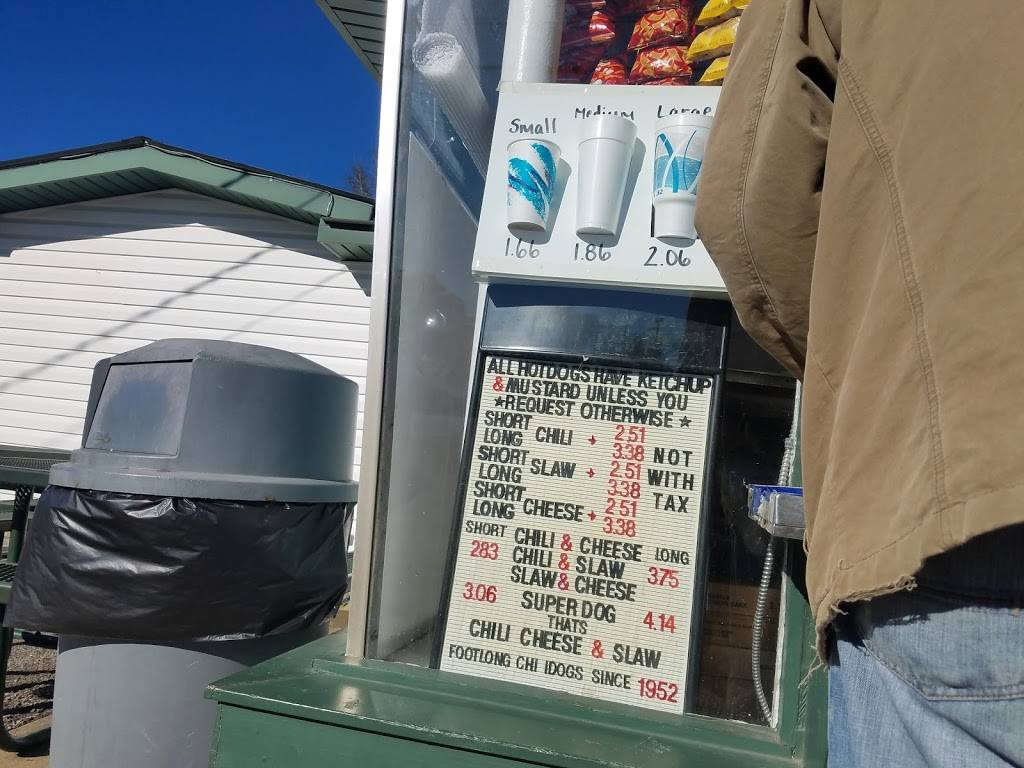 Small Medium Large
1.66 1.86 2.06
ALL HOTDOGS HAVE KETCHUP
& MUSTARD UNLESS YOU
★REQUEST OTHERWISE★
SHORT 2.51
LONG CHILI + 3.38 NOT
SHORT 2.51 WITH
LONG SLAW + 3.38 TAX
SHORT 2.51
LONG CHEESE + 3.38
SHORT CHILI & CHEESE LONG
283 CHILI & SLAW 375
SLAW & CHEESE
3.06 SUPER DOG 4.14
THATS
CHILI CHEESE & SLAW
FOOTLONG CHI IDOGS SINCE 1952